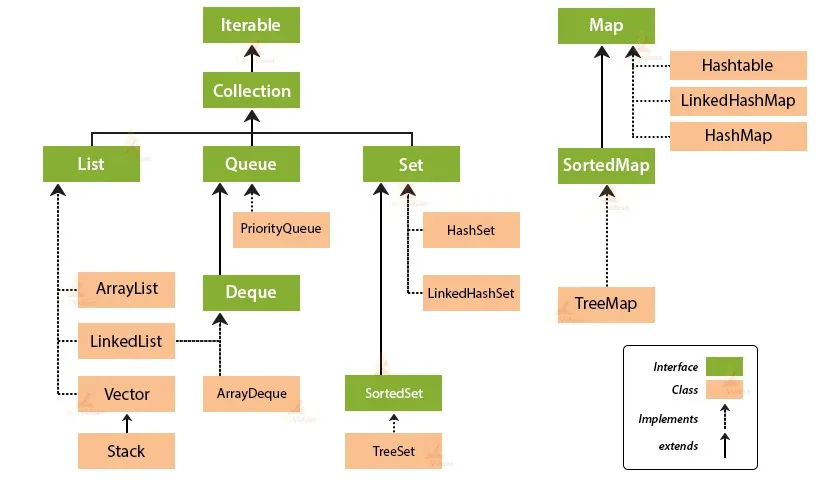 Iterable
Map
Collection
Hashtable
LinkedHashMap
HashMap
List
Queue
Set
SortedMap
PriorityQueue
HashSet
ArrayList
Deque
LinkedHashSet
TreeMap
LinkedList
Vector
ArrayDeque
SortedSet
Stack
TreeSet
Interface
Class
Implements
extends